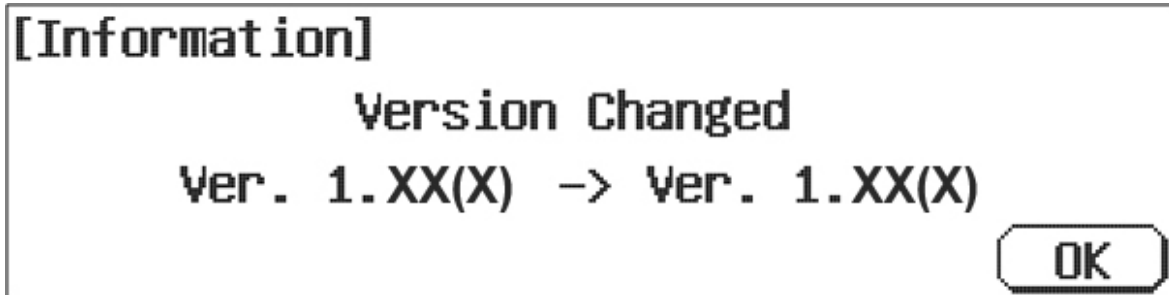 [Information]
Version Changed
Ver. 1.XX(X) -> Ver. 1.XX(X)
OK